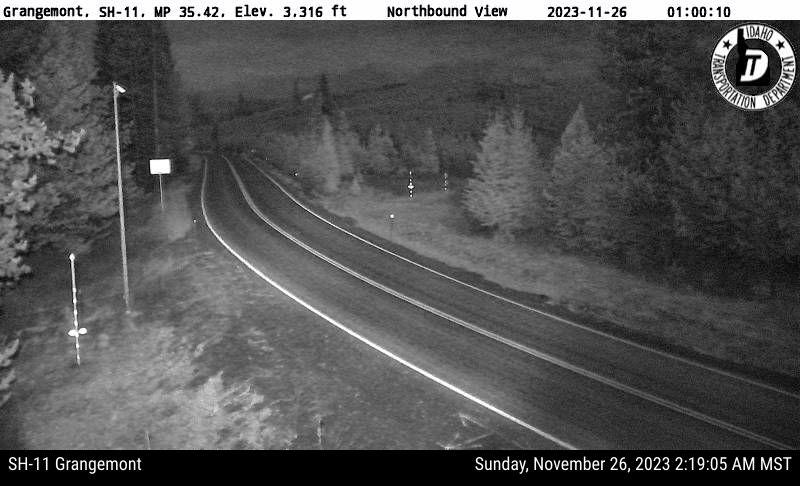 Grangemont, SH-11, MP 35.42, Elev. 3,316 ft Northbound View 2023-11-26 01:00:10
IDAHO
TRANSPORTATION DEPARTMENT
SH-11 Grangemont Sunday, November 26, 2023 2:19:05 AM MST